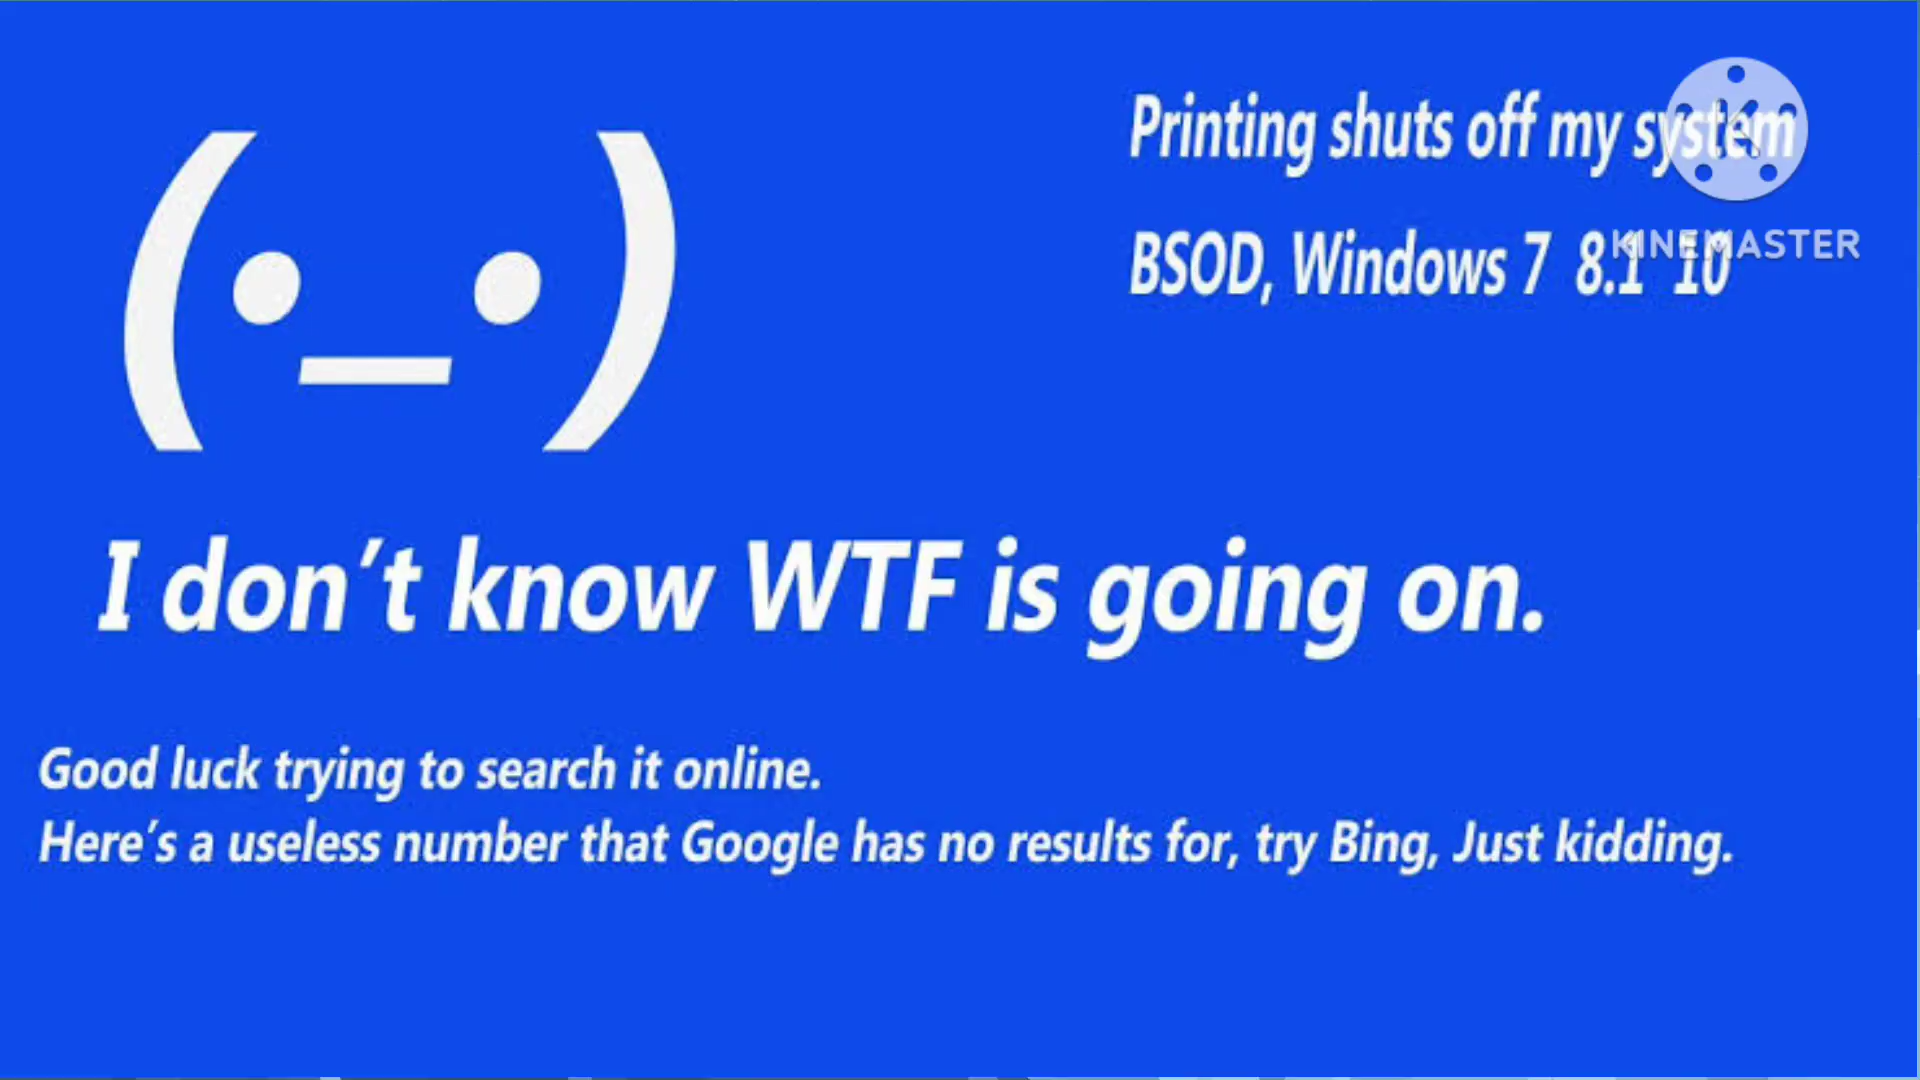 Printing shuts off my system
BSOD, Windows 7 8.1 10
KINEMASTER
(•_•)
I don’t know WTF is going on.
Good luck trying to search it online.
Here’s a useless number that Google has no results for, try Bing, Just kidding.